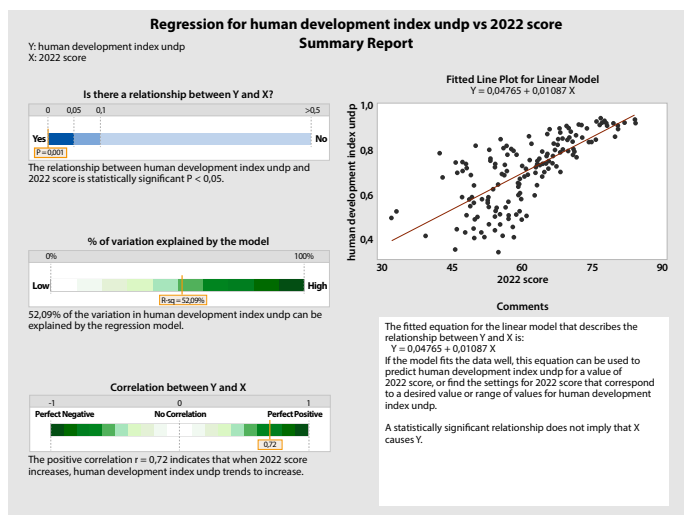 Regression for human development index undp vs 2022 score
Summary Report
Y: human development index undp
X: 2022 score
Is there a relationship between Y and X?
0 0,05 0,1 >0,5
Yes No
P = 0,001
The relationship between human development index undp and
2022 score is statistically significant P < 0,05.
% of variation explained by the model
0% 100%
Low High
R-sq = 52,09%
52,09% of the variation in human development index undp can be
explained by the regression model.
Correlation between Y and X
-1 0 1
Perfect Negative No Correlation Perfect Positive
0,72
The positive correlation r = 0,72 indicates that when 2022 score
increases, human development index undp trends to increase.
Fitted Line Plot for Linear Model
Y = 0,04765 + 0,01087 X
human development index undp
1,0
0,8
0,6
0,4
30 45 60 75 90
2022 score
Comments
The fitted equation for the linear model that describes the
relationship between Y and X is:
Y = 0,04765 + 0,01087 X
If the model fits the data well, this equation can be used to
predict human development index undp for a value of
2022 score, or find the settings for 2022 score that correspond
to a desired value or range of values for human development
index undp.
A statistically significant relationship does not imply that X
causes Y.